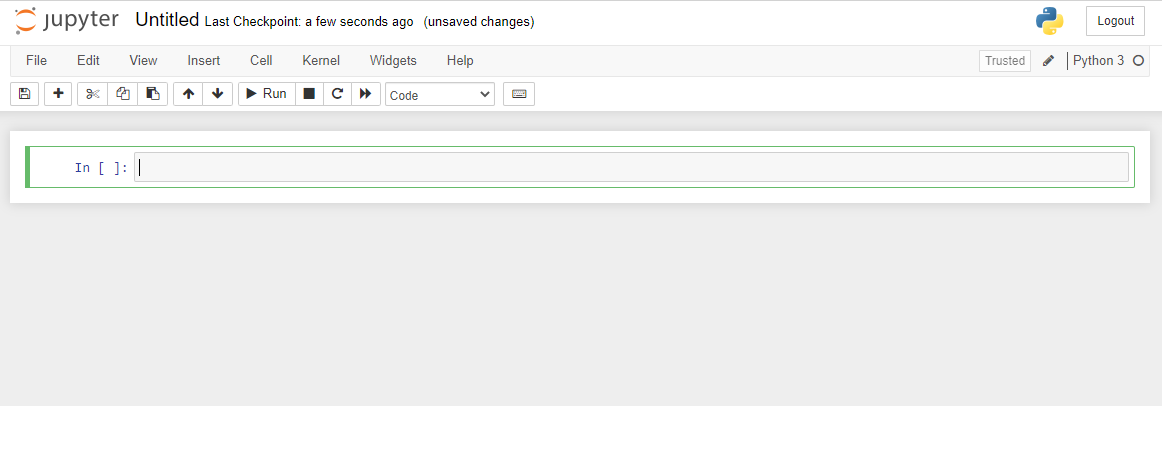 jupyter Untitled Last Checkpoint: a few seconds ago (unsaved changes) Logout
File Edit View Insert Cell Kernel Widgets Help Trusted Python 3
Run Code
In [ ]: